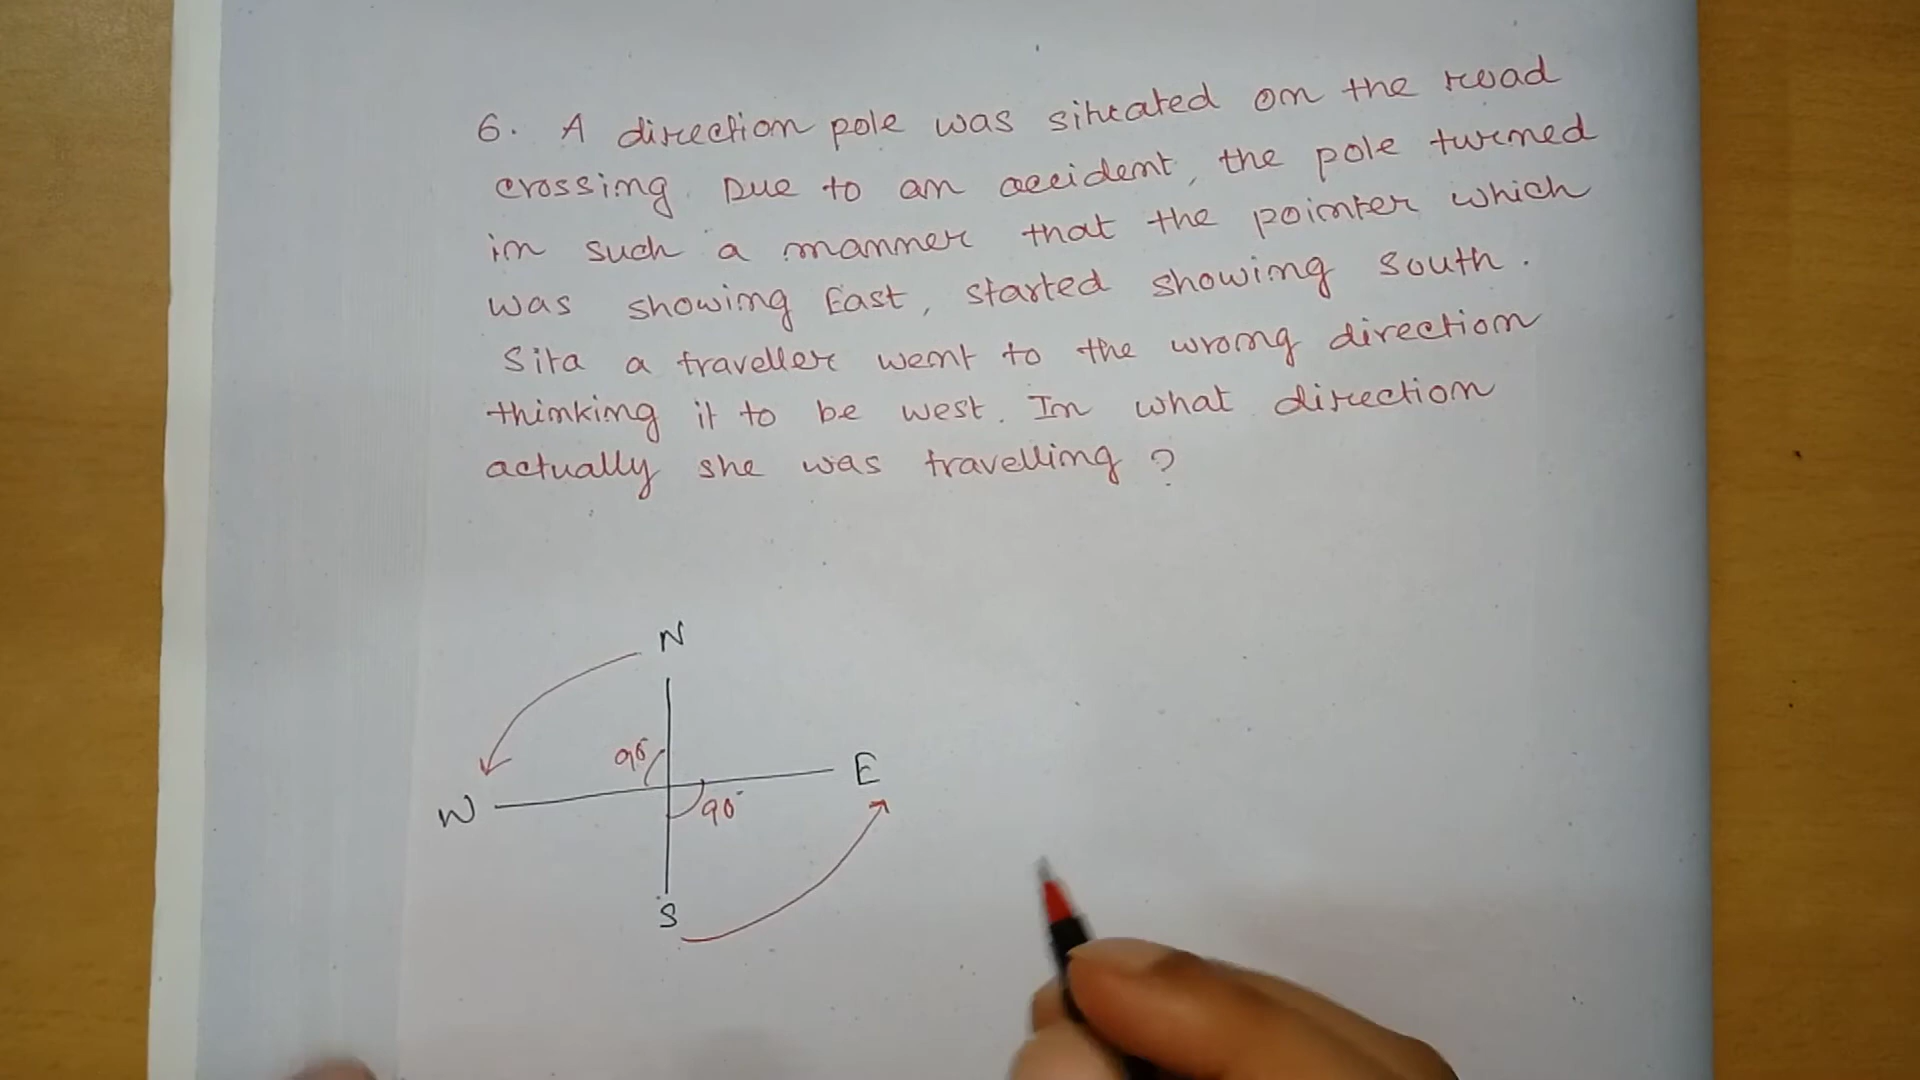 6. A direction pole was situated on the road
crossing. Due to an accident, the pole turned
in such a manner that the pointer which
was showing East, started showing South.
Sita a traveller went to the wrong direction
thinking it to be west. In what direction
actually she was travelling ?
N
90°
W
E
90°
S